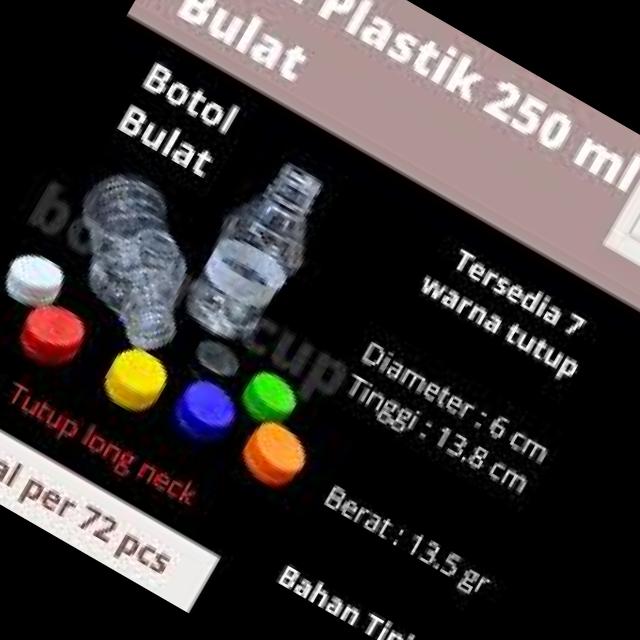 Plastik 250 ml
Bulat
Botol
Bulat
Tersedia 7
warna tutup
Diameter : 6 cm
Tinggi : 13.8 cm
Berat : 13.5 gr
Bahan
Tutup long neck
per 72 pcs
cup